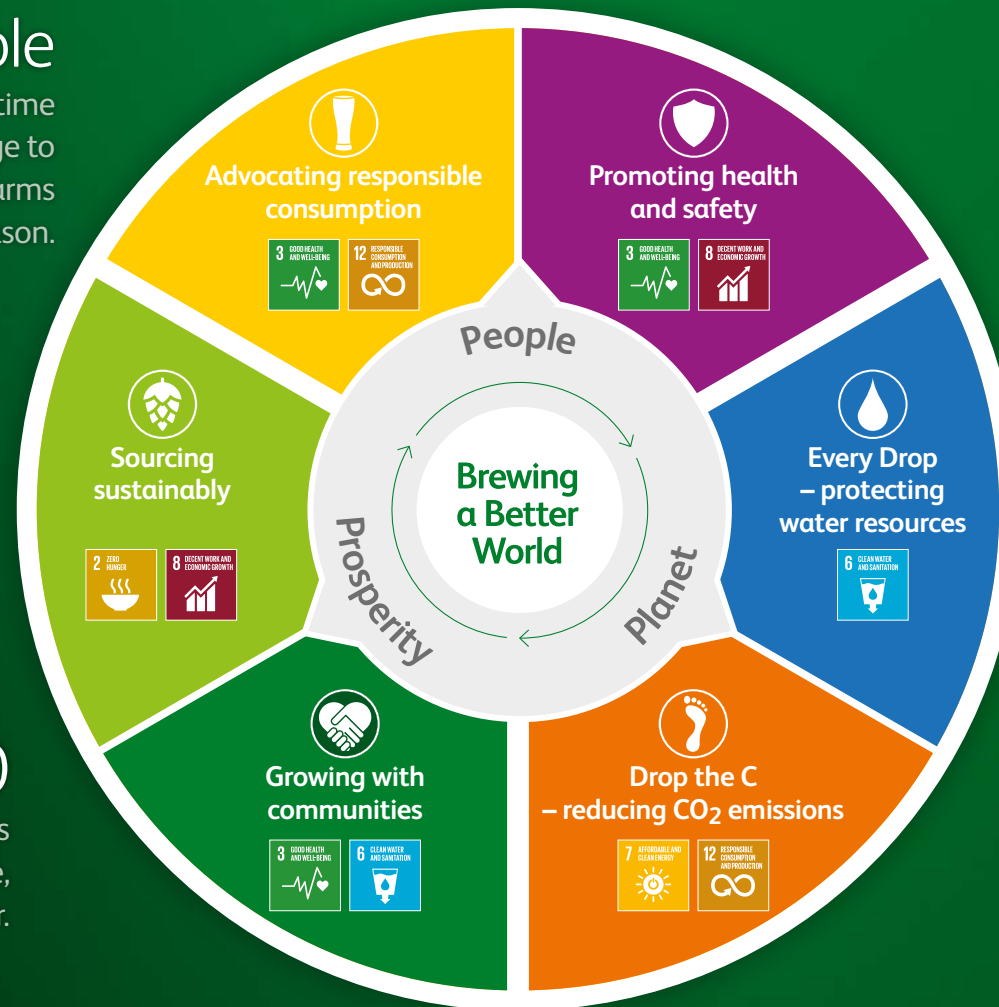 ple
time
ge to
arms
son.
Advocating responsible
consumption
3 GOOD HEALTH
AND WELL-BEING
12 RESPONSIBLE
CONSUMPTION
AND PRODUCTION
Promoting health
and safety
3 GOOD HEALTH
AND WELL-BEING
8 DECENT WORK AND
ECONOMIC GROWTH
Sourcing
sustainably
2 ZERO
HUNGER
8 DECENT WORK AND
ECONOMIC GROWTH
People
Brewing
a Better
World
Prosperity
Planet
Every Drop
– protecting
water resources
6 CLEAN WATER
AND SANITATION
Growing with
communities
3 GOOD HEALTH
AND WELL-BEING
6 CLEAN WATER
AND SANITATION
Drop the C
– reducing CO2 emissions
7 AFFORDABLE AND
CLEAN ENERGY
12 RESPONSIBLE
CONSUMPTION
AND PRODUCTION
s
e,
r.